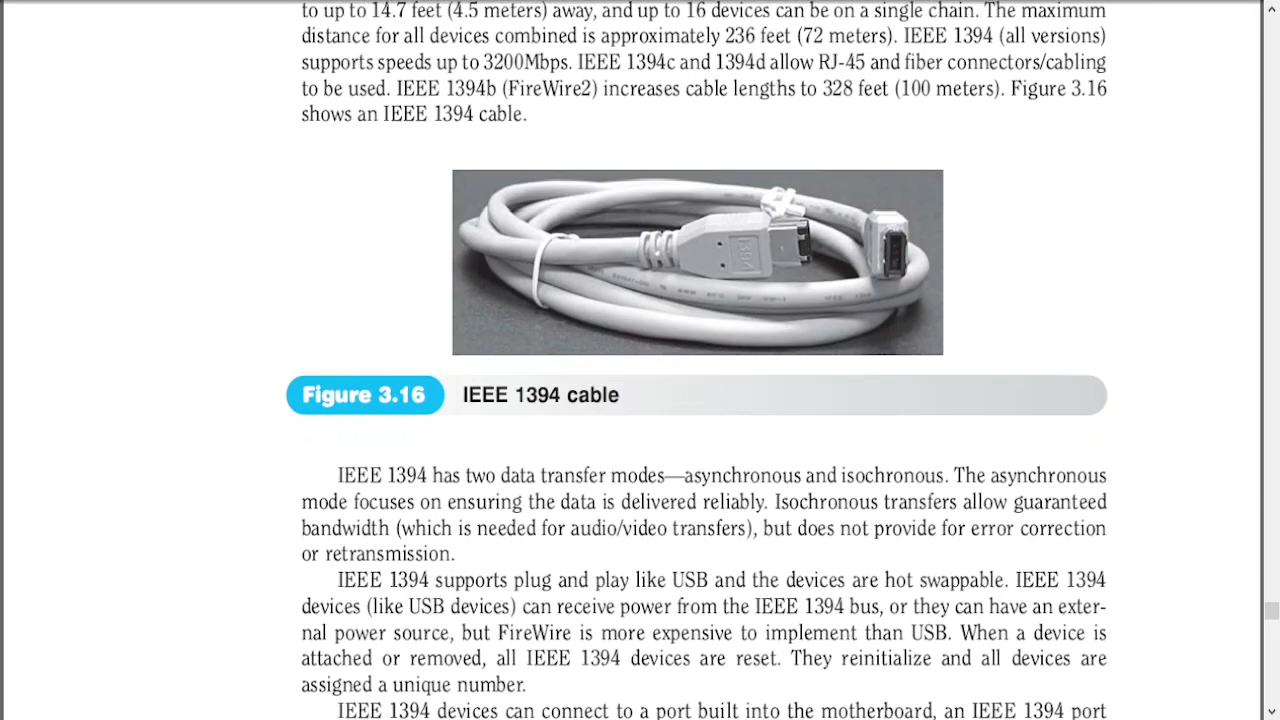 to up to 14.7 feet (4.5 meters) away, and up to 16 devices can be on a single chain. The maximum
distance for all devices combined is approximately 236 feet (72 meters). IEEE 1394 (all versions)
supports speeds up to 3200Mbps. IEEE 1394c and 1394d allow RJ-45 and fiber connectors/cabling
to be used. IEEE 1394b (FireWire2) increases cable lengths to 328 feet (100 meters). Figure 3.16
shows an IEEE 1394 cable.
1394
Figure 3.16 IEEE 1394 cable
IEEE 1394 has two data transfer modes—asynchronous and isochronous. The asynchronous
mode focuses on ensuring the data is delivered reliably. Isochronous transfers allow guaranteed
bandwidth (which is needed for audio/video transfers), but does not provide for error correction
or retransmission.
IEEE 1394 supports plug and play like USB and the devices are hot swappable. IEEE 1394
devices (like USB devices) can receive power from the IEEE 1394 bus, or they can have an exter-
nal power source, but FireWire is more expensive to implement than USB. When a device is
attached or removed, all IEEE 1394 devices are reset. They reinitialize and all devices are
assigned a unique number.
IEEE 1394 devices can connect to a port built into the motherboard, an IEEE 1394 port